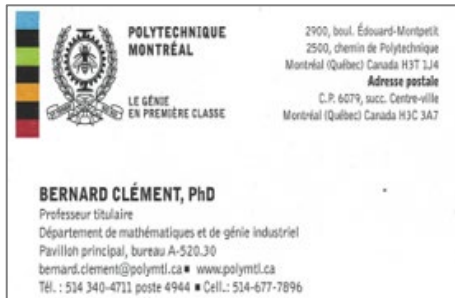 POLYTECHNIQUE
MONTRÉAL
LE GÉNIE
EN PREMIÈRE CLASSE
2900, boul. Édouard-Montpetit
2500, chemin de Polytechnique
Montréal (Québec) Canada H3T 1J4
Adresse postale
C.P. 6079, succ. Centre-ville
Montréal (Québec) Canada H3C 3A7
BERNARD CLÉMENT, PhD
Professeur titulaire
Département de mathématiques et de génie industriel
Pavillon principal, bureau A-520.30
bernard.clement@polymtl.ca ■ www.polymtl.ca
Tél. : 514 340-4711 poste 4944 ■ Cell.: 514-677-7896